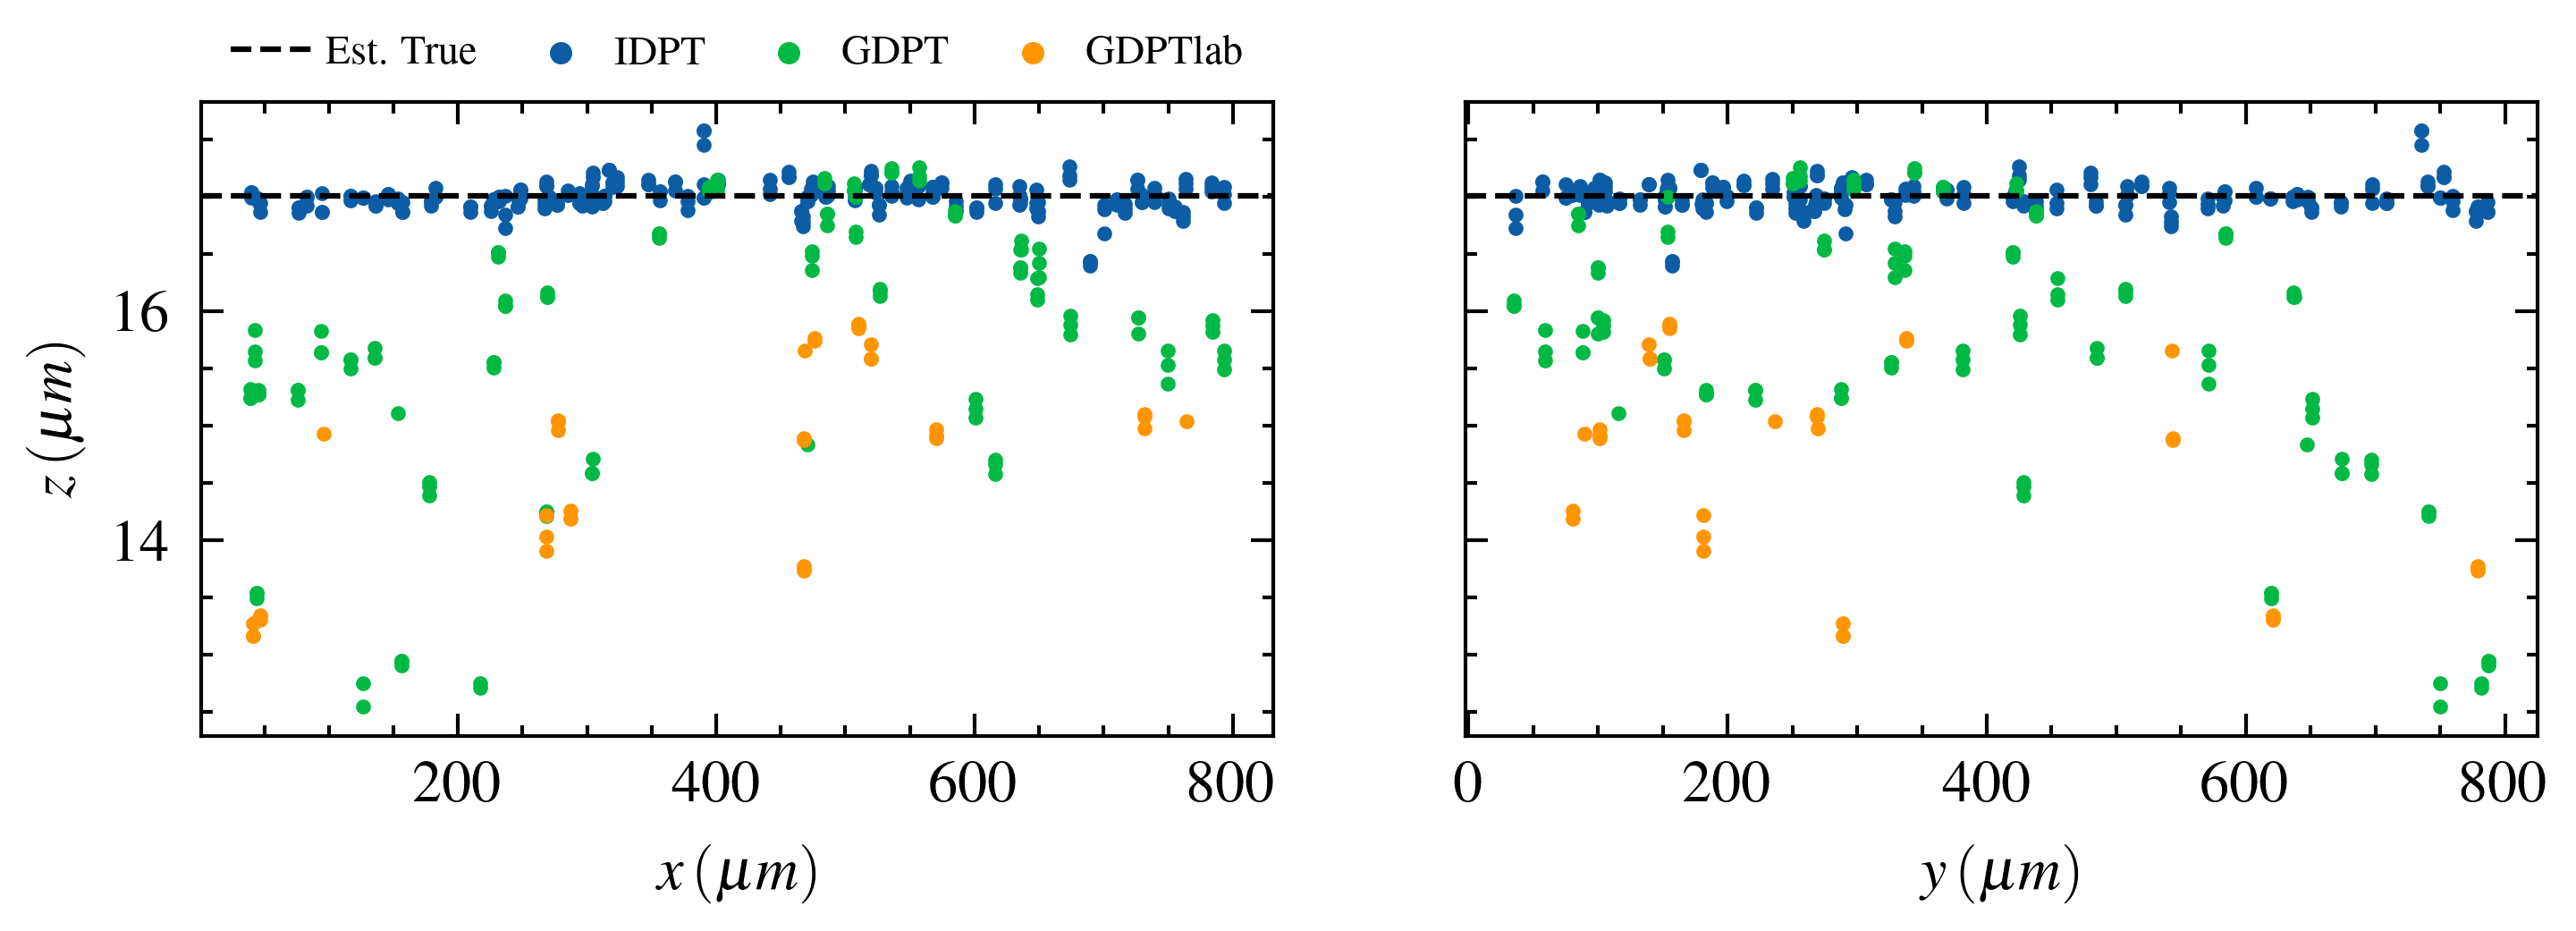 Est. True IDPT GDPT GDPTlab
16
14
z (μm)
200 400 600 800
x (μm)
0 200 400 600 800
y (μm)